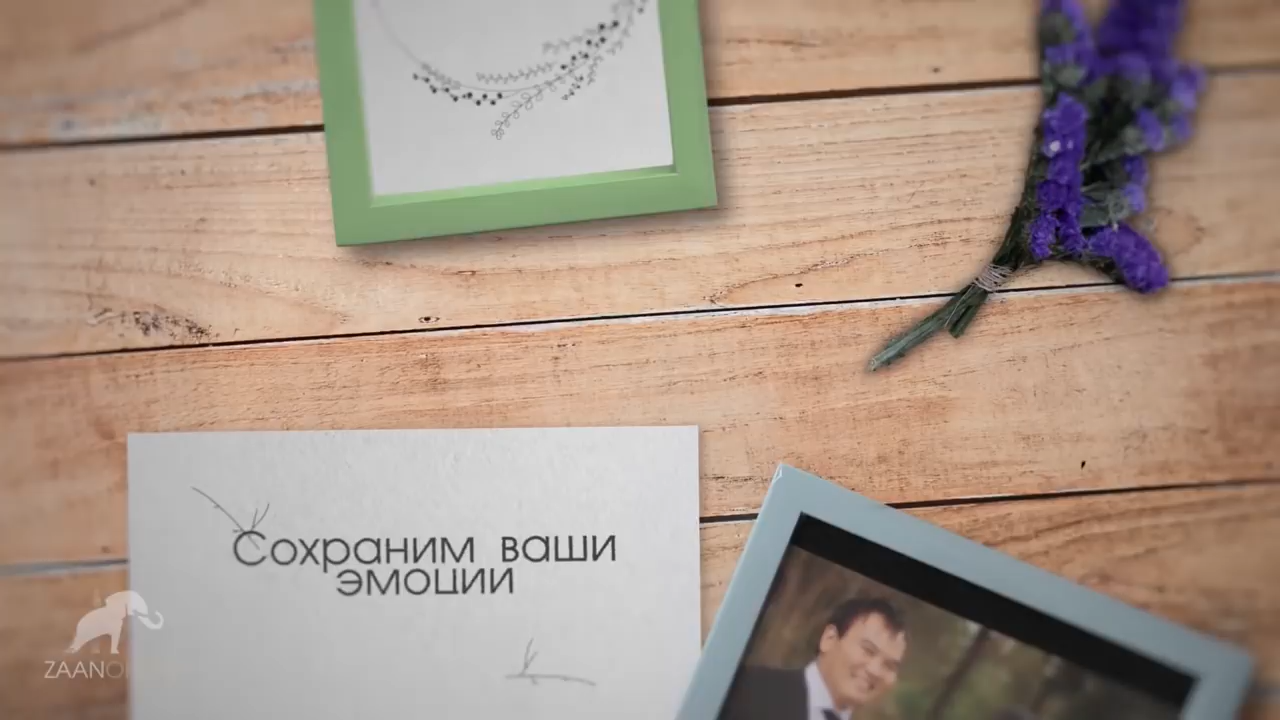 Сохраним ваши
эмоции